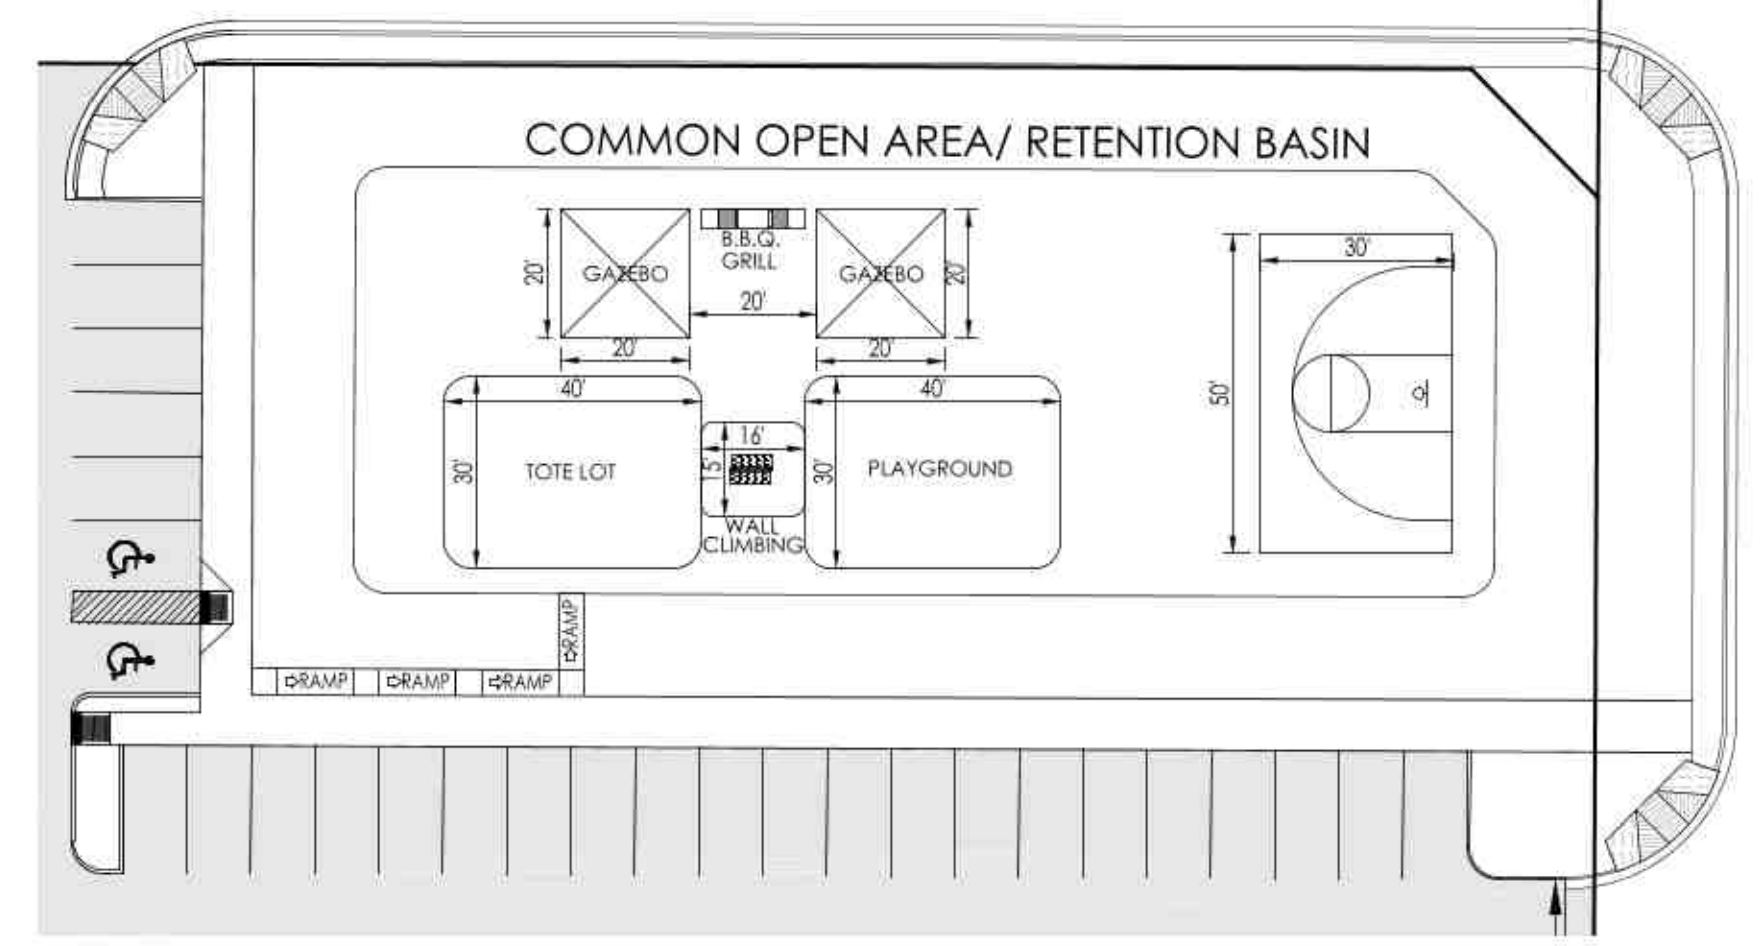 COMMON OPEN AREA/ RETENTION BASIN
20'
GAZEBO
B.B.Q.
GRILL
20'
GAZEBO
20'
20'
20'
30'
50'
40'
30'
TOTE LOT
16'
15'
WALL
CLIMBING
40'
30'
PLAYGROUND
RAMP
RAMP
RAMP
RAMP